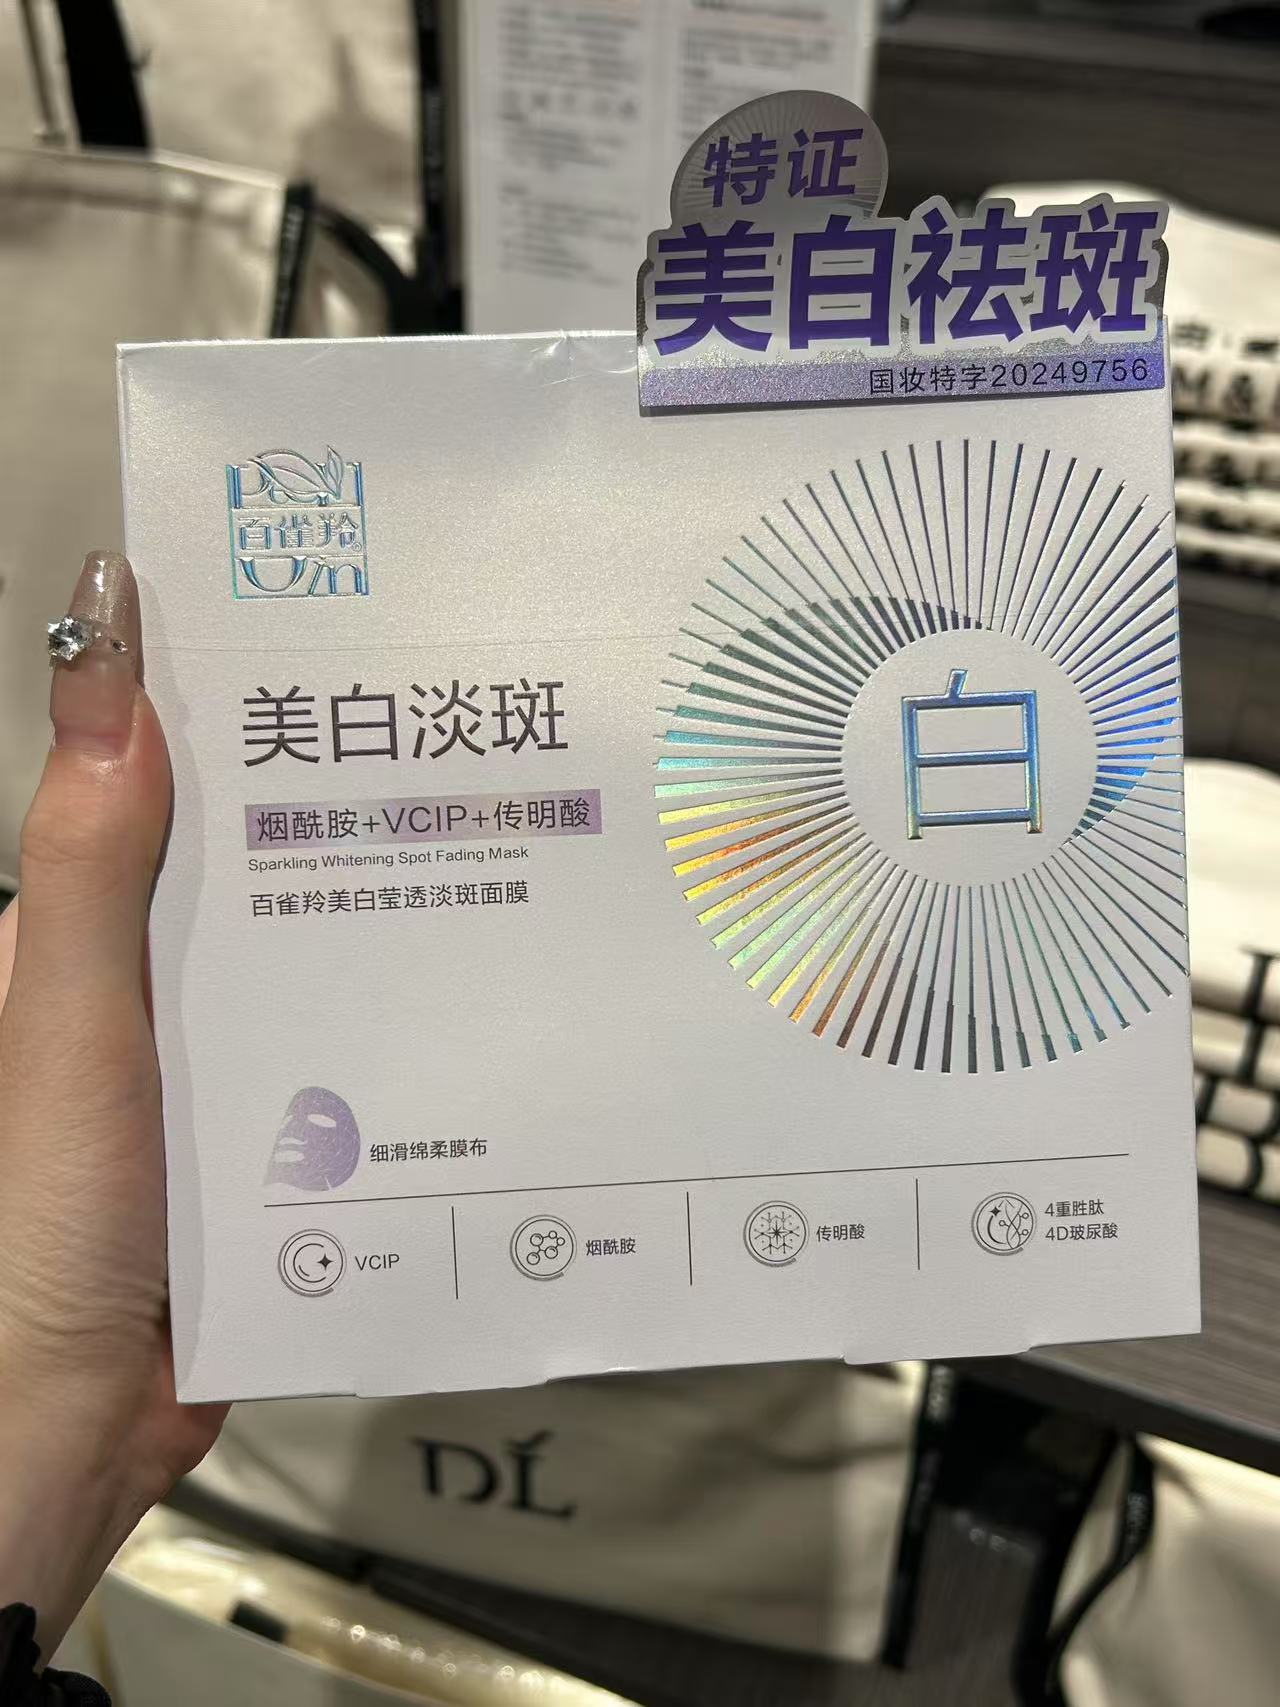 特证
美白祛斑
国妆特字20249756
百雀羚
美白淡斑
烟酰胺+VCIP+传明酸
Sparkling Whitening Spot Fading Mask
百雀羚美白莹透淡斑面膜
白
细滑绵柔膜布
VCIP
烟酰胺
传明酸
4重胜肽
4D玻尿酸
DL